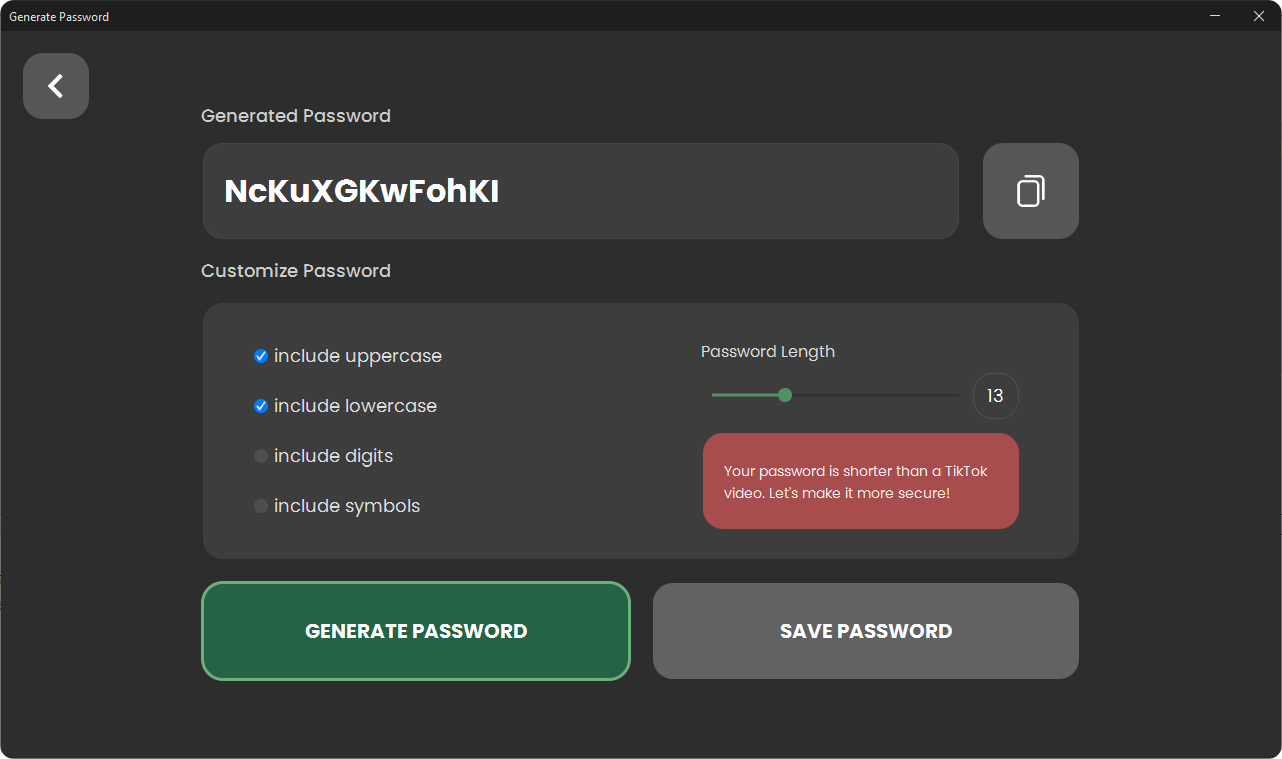 Generate Password
Generated Password
NcKuXGKwFohKI
Customize Password
include uppercase
include lowercase
include digits
include symbols
Password Length
13
Your password is shorter than a TikTok
video. Let's make it more secure!
GENERATE PASSWORD
SAVE PASSWORD